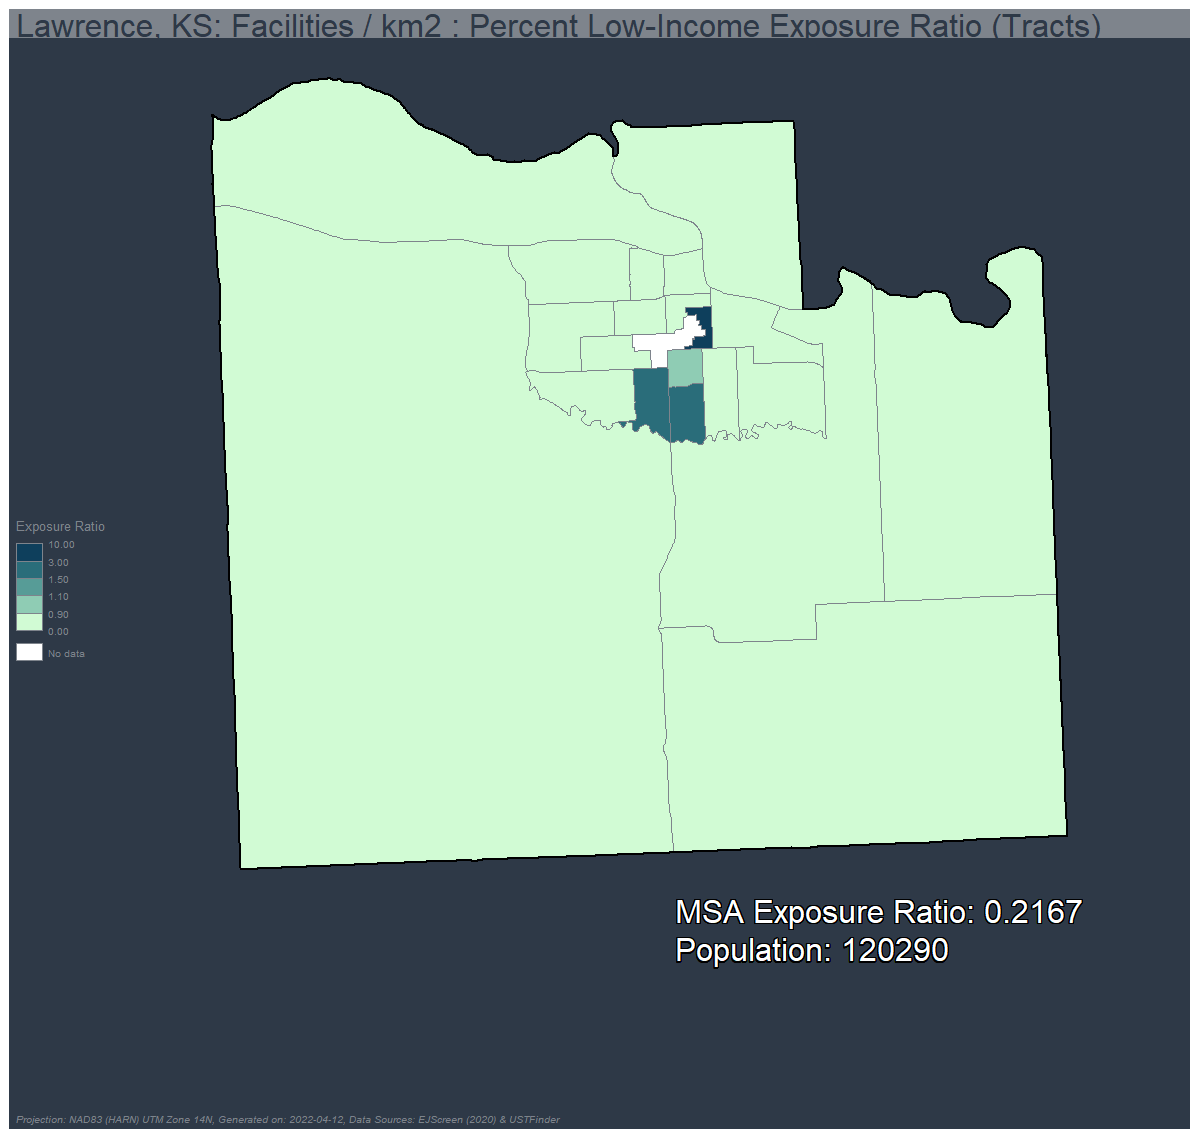 Lawrence, KS: Facilities / km2 : Percent Low-Income Exposure Ratio (Tracts)
Exposure Ratio
10.00
3.00
1.50
1.10
0.90
0.00
No data
MSA Exposure Ratio: 0.2167
Population: 120290
Projection: NAD83 (HARN) UTM Zone 14N, Generated on: 2022-04-12, Data Sources: EJScreen (2020) & USTFinder